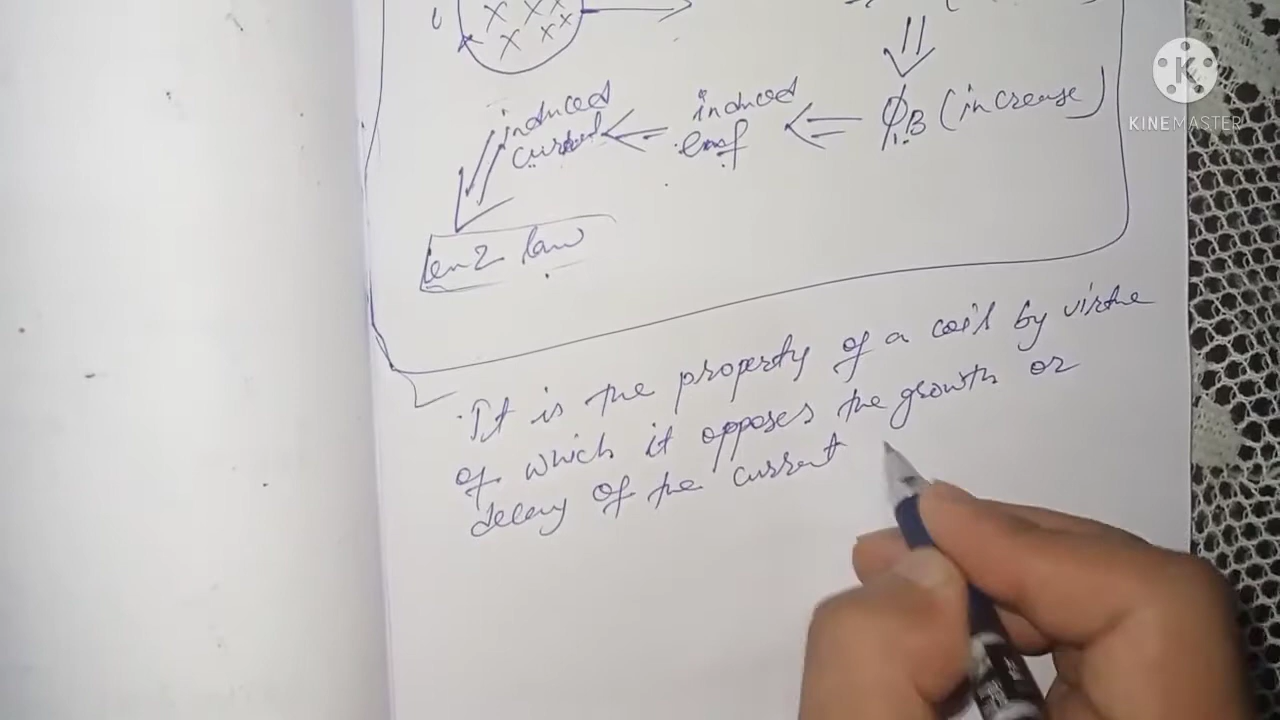 φB (increase)
induced
emf
induced
current
lenz law
It is the property of a coil by virtue
of which it opposes the growth or
decay of the current
K
KINEMASTER